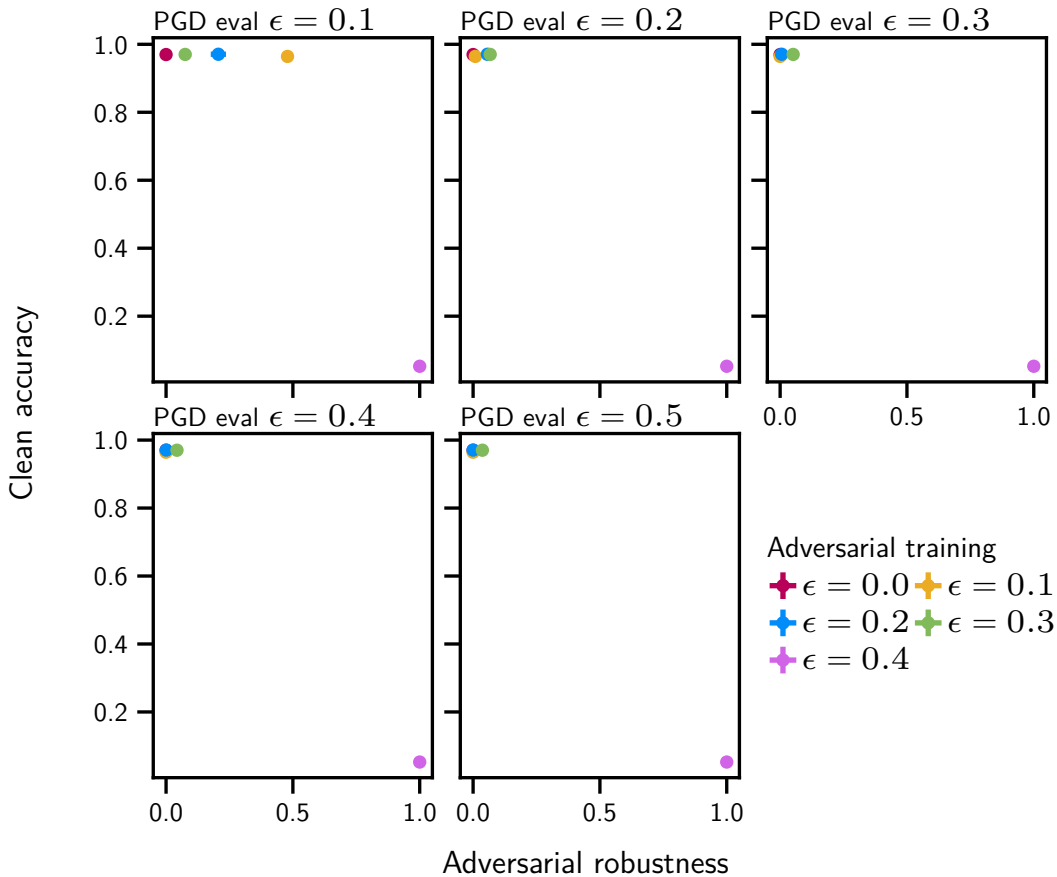 PGD eval ϵ = 0.1
PGD eval ϵ = 0.2
PGD eval ϵ = 0.3
1.0
0.8
0.6
0.4
0.2
0.0
0.5
1.0
PGD eval ϵ = 0.4
PGD eval ϵ = 0.5
1.0
0.8
0.6
0.4
0.2
0.0
0.5
1.0
0.0
0.5
1.0
Clean accuracy
Adversarial robustness
Adversarial training
ϵ = 0.0
ϵ = 0.1
ϵ = 0.2
ϵ = 0.3
ϵ = 0.4